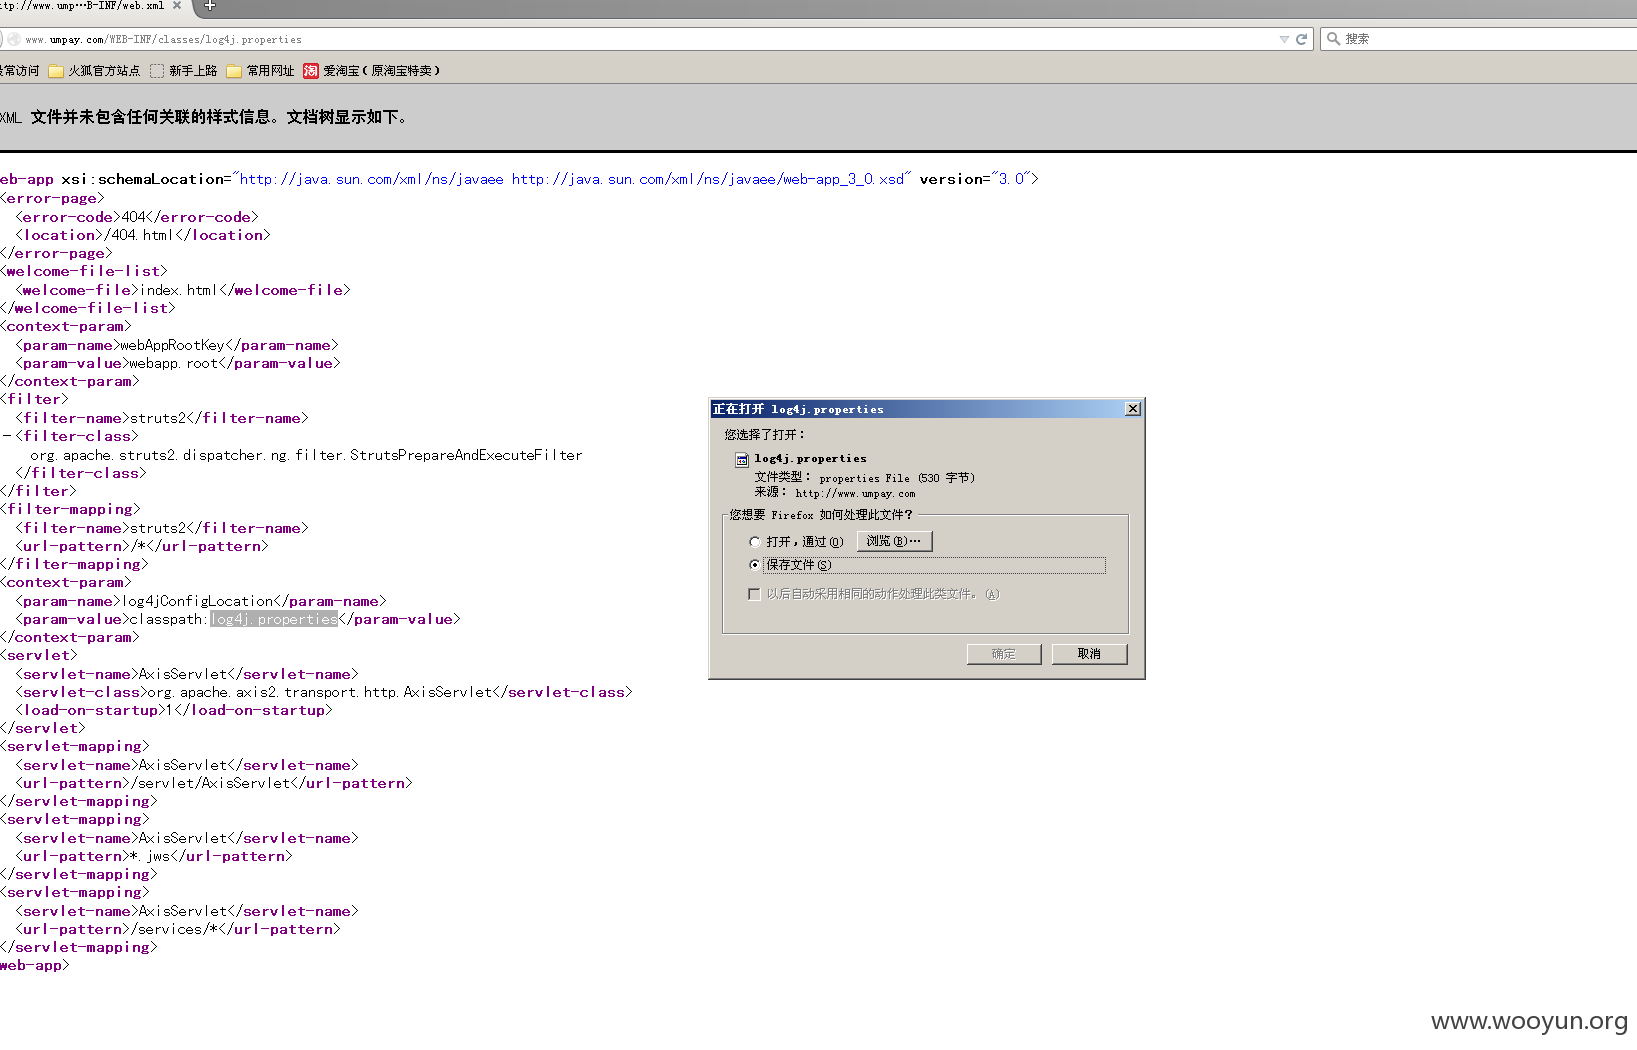 ttp://www.ump…B-INF/web.xml
www.umpay.com/WEB-INF/classes/log4j.properties
搜索
常访问 火狐官方站点 新手上路 常用网址 爱淘宝（原淘宝特卖）
XML 文件并未包含任何关联的样式信息。文档树显示如下。
eb-app xsi:schemaLocation="http://java.sun.com/xml/ns/javaee http://java.sun.com/xml/ns/javaee/web-app_3_0.xsd" version="3.0">
<error-page>
<error-code>404</error-code>
<location>/404.html</location>
</error-page>
<welcome-file-list>
<welcome-file>index.html</welcome-file>
</welcome-file-list>
<context-param>
<param-name>webAppRootKey</param-name>
<param-value>webapp.root</param-value>
</context-param>
<filter>
<filter-name>struts2</filter-name>
-<filter-class>
org.apache.struts2.dispatcher.ng.filter.StrutsPrepareAndExecuteFilter
</filter-class>
</filter>
<filter-mapping>
<filter-name>struts2</filter-name>
<url-pattern>/*</url-pattern>
</filter-mapping>
<context-param>
<param-name>log4jConfigLocation</param-name>
<param-value>classpath:log4j.properties</param-value>
</context-param>
<servlet>
<servlet-name>AxisServlet</servlet-name>
<servlet-class>org.apache.axis2.transport.http.AxisServlet</servlet-class>
<load-on-startup>1</load-on-startup>
</servlet>
<servlet-mapping>
<servlet-name>AxisServlet</servlet-name>
<url-pattern>/servlet/AxisServlet</url-pattern>
</servlet-mapping>
<servlet-mapping>
<servlet-name>AxisServlet</servlet-name>
<url-pattern>*.jws</url-pattern>
</servlet-mapping>
<servlet-mapping>
<servlet-name>AxisServlet</servlet-name>
<url-pattern>/services/*</url-pattern>
</servlet-mapping>
web-app>
正在打开 log4j.properties
您选择了打开：
log4j.properties
文件类型： properties File (530 字节)
来源： http://www.umpay.com
您想要 Firefox 如何处理此文件？
打开，通过(O) 浏览(B)…
保存文件(S)
以后自动采用相同的动作处理此类文件。(A)
确定 取消
www.wooyun.org